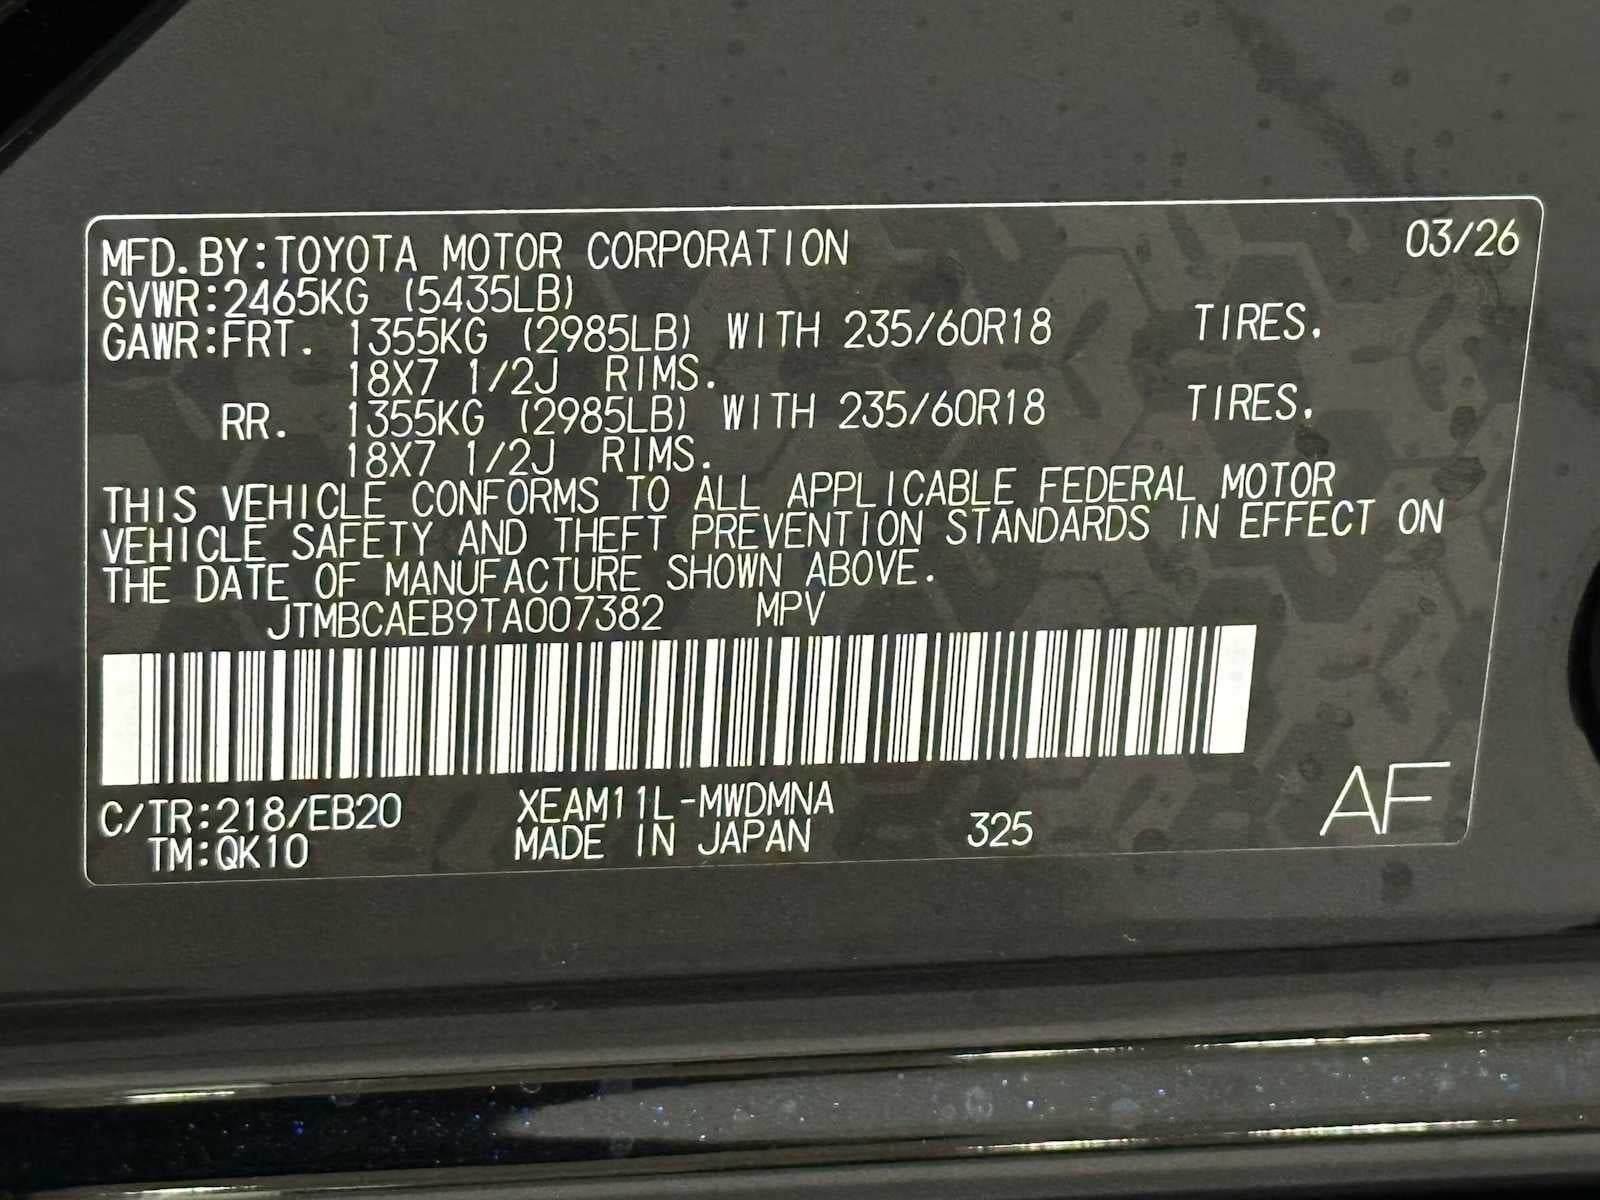 MFD.BY:TOYOTA MOTOR CORPORATION 03/26
GVWR:2465KG (5435LB)
GAWR:FRT. 1355KG (2985LB) WITH 235/60R18 TIRES.
18X7 1/2J RIMS.
RR. 1355KG (2985LB) WITH 235/60R18 TIRES.
18X7 1/2J RIMS.
THIS VEHICLE CONFORMS TO ALL APPLICABLE FEDERAL MOTOR
VEHICLE SAFETY AND THEFT PREVENTION STANDARDS IN EFFECT ON
THE DATE OF MANUFACTURE SHOWN ABOVE.
JTMBCAEB9TA007382 MPV
C/TR:218/EB20 XEAM11L-MWDMNA
TM:QK10 MADE IN JAPAN 325 AF